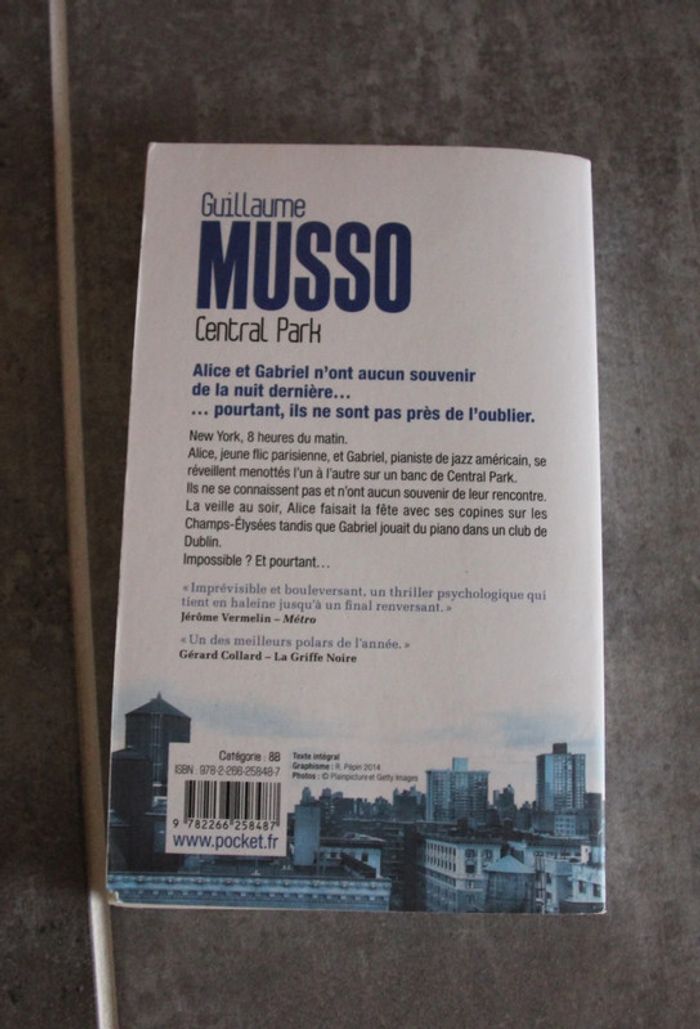 Guillaume
MUSSO
Central Park
Alice et Gabriel n'ont aucun souvenir
de la nuit dernière…
… pourtant, ils ne sont pas près de l'oublier.
New York, 8 heures du matin.
Alice, jeune flic parisienne, et Gabriel, pianiste de jazz américain, se
réveillent menottés l'un à l'autre sur un banc de Central Park.
Ils ne se connaissent pas et n'ont aucun souvenir de leur rencontre.
La veille au soir, Alice faisait la fête avec ses copines sur les
Champs-Élysées tandis que Gabriel jouait du piano dans un club de
Dublin.
Impossible ? Et pourtant…
« Imprévisible et bouleversant, un thriller psychologique qui
tient en haleine jusqu'à un final renversant. »
Jérôme Vermelin – Métro
« Un des meilleurs polars de l'année. »
Gérard Collard – La Griffe Noire
Catégorie : 8B
ISBN : 978-2-266-25848-7
9 782266 258487
www.pocket.fr
Texte intégral
Graphisme : R. Pépin 2014
Photos : © Plainpicture et Getty Images